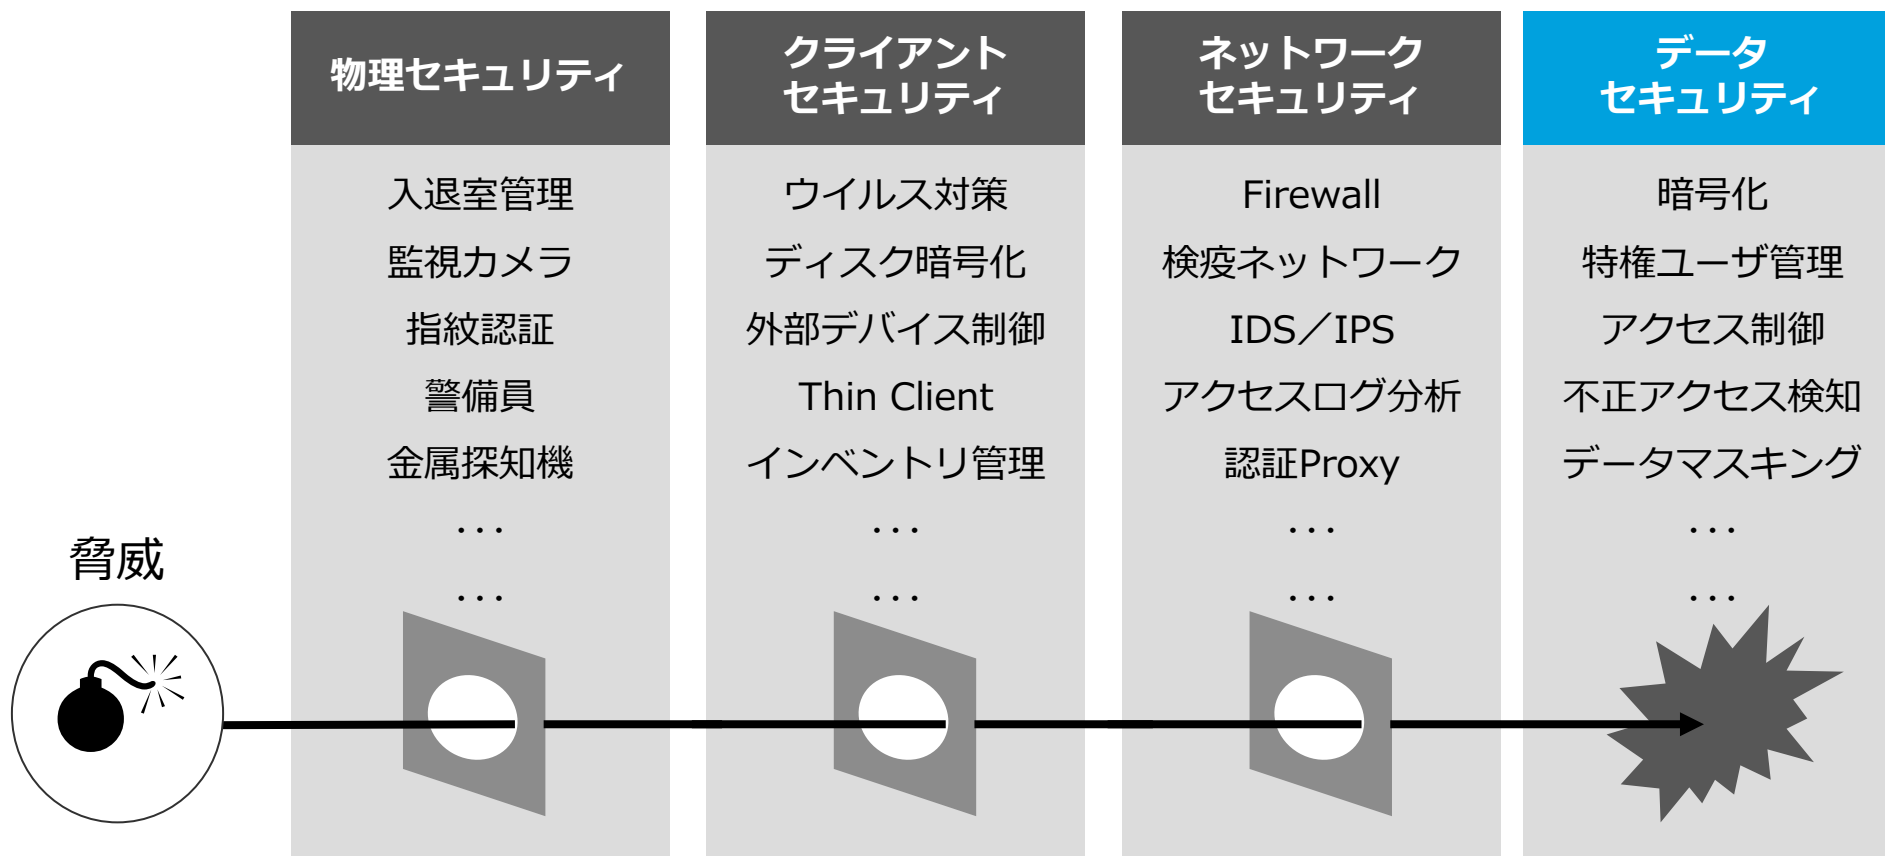 物理セキュリティ
入退室管理
監視カメラ
指紋認証
警備員
金属探知機
...
...
クライアント
セキュリティ
ウイルス対策
ディスク暗号化
外部デバイス制御
Thin Client
インベントリ管理
...
...
ネットワーク
セキュリティ
Firewall
検疫ネットワーク
IDS／IPS
アクセスログ分析
認証Proxy
...
...
データ
セキュリティ
暗号化
特権ユーザ管理
アクセス制御
不正アクセス検知
データマスキング
...
...
脅威